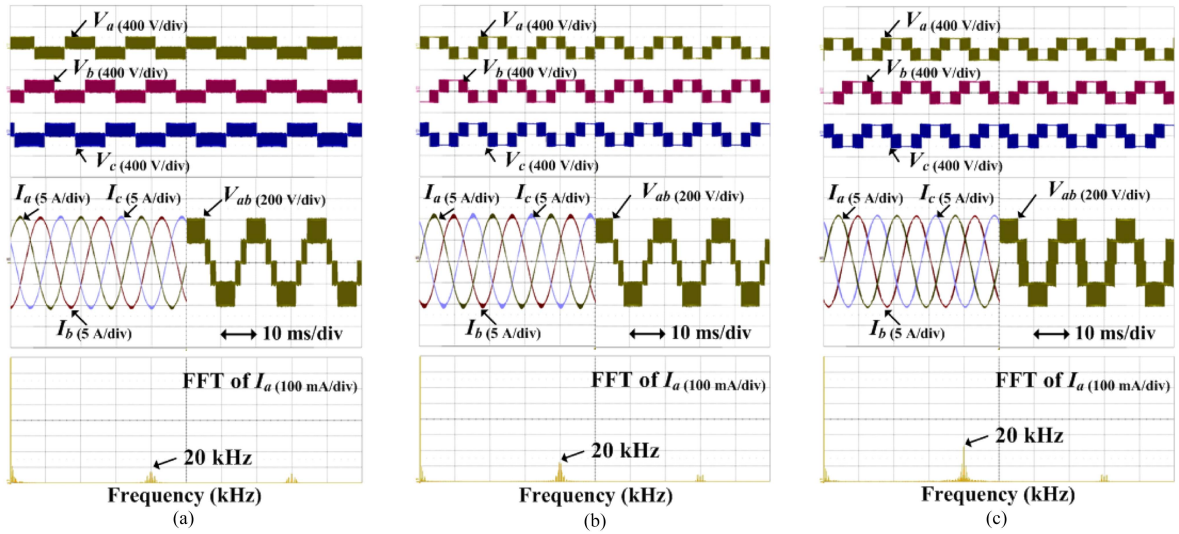 Va (400 V/div)
Vb (400 V/div)
Vc (400 V/div)
Ia (5 A/div)
Ic (5 A/div)
Vab (200 V/div)
Ib (5 A/div)
10 ms/div
FFT of Ia (100 mA/div)
20 kHz
Frequency (kHz)
(a)
Va (400 V/div)
Vb (400 V/div)
Vc (400 V/div)
Ia (5 A/div)
Ic (5 A/div)
Vab (200 V/div)
Ib (5 A/div)
10 ms/div
FFT of Ia (100 mA/div)
20 kHz
Frequency (kHz)
(b)
Va (400 V/div)
Vb (400 V/div)
Vc (400 V/div)
Ia (5 A/div)
Ic (5 A/div)
Vab (200 V/div)
Ib (5 A/div)
10 ms/div
FFT of Ia (100 mA/div)
20 kHz
Frequency (kHz)
(c)